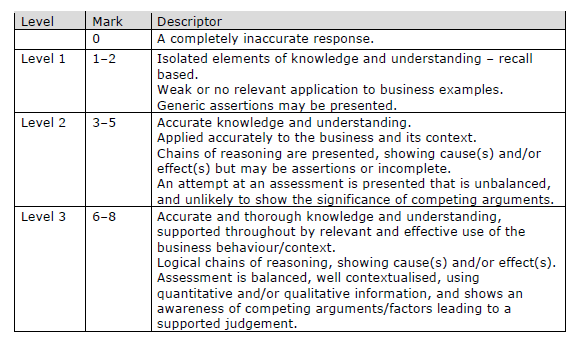 Level Mark Descriptor
0 A completely inaccurate response.
Level 1 1–2 Isolated elements of knowledge and understanding – recall
based.
Weak or no relevant application to business examples.
Generic assertions may be presented.
Level 2 3–5 Accurate knowledge and understanding.
Applied accurately to the business and its context.
Chains of reasoning are presented, showing cause(s) and/or
effect(s) but may be assertions or incomplete.
An attempt at an assessment is presented that is unbalanced,
and unlikely to show the significance of competing arguments.
Level 3 6–8 Accurate and thorough knowledge and understanding,
supported throughout by relevant and effective use of the
business behaviour/context.
Logical chains of reasoning, showing cause(s) and/or effect(s).
Assessment is balanced, well contextualised, using
quantitative and/or qualitative information, and shows an
awareness of competing arguments/factors leading to a
supported judgement.